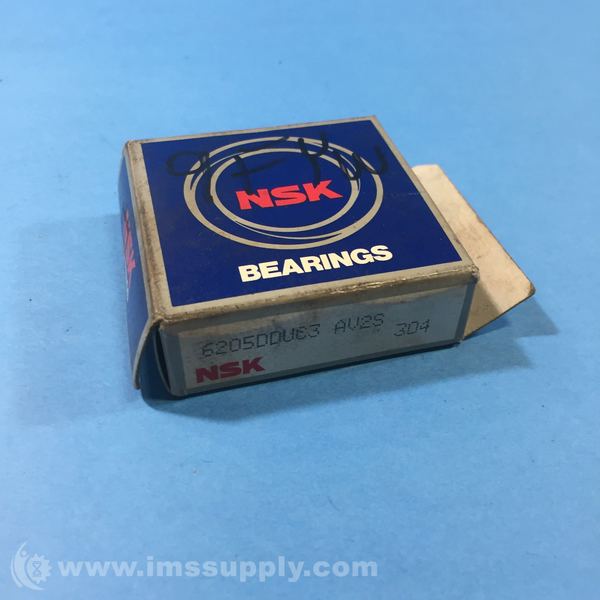 NSK
BEARINGS
6205DDUC3 AV2S 304
NSK
NSK
www.imssupply.com